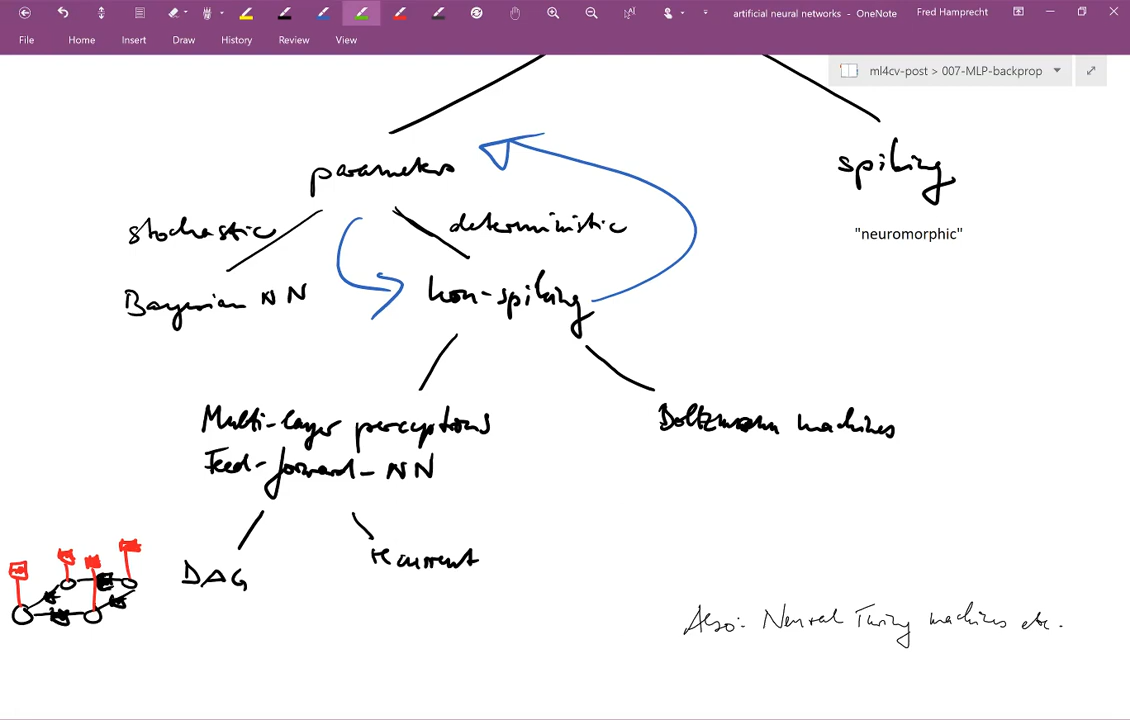 artificial neural networks - OneNote
Fred Hamprecht
File Home Insert Draw History Review View
ml4cv-post > 007-MLP-backprop
parameters
spiking
stochastic
deterministic
"neuromorphic"
Bayesian NN
non-spiking
Multi-layer perceptrons
Boltzmann machines
Feed-forward-NN
DAG
recurrent
Also: Neural Turing machines etc.